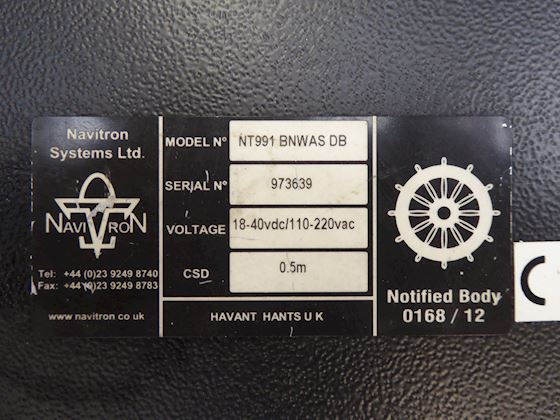 Navitron
Systems Ltd.
NAVITRON
Tel: +44 (0)23 9249 8740
Fax: +44 (0)23 9249 8783
www.navitron.co.uk
MODEL Nº NT991 BNWAS DB
SERIAL Nº 973639
VOLTAGE 18-40vdc/110-220vac
CSD 0.5m
HAVANT HANTS U K
Notified Body
0168 / 12
C